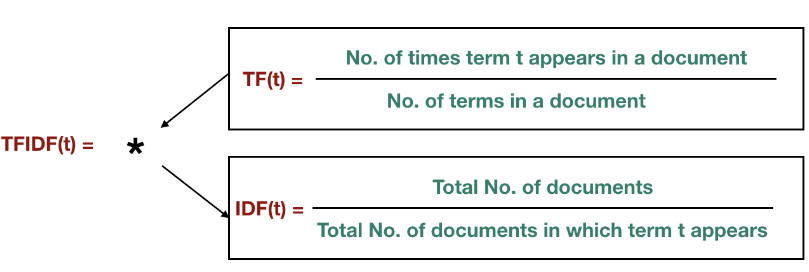 No. of times term t appears in a document
TF(t) =
No. of terms in a document
TFIDF(t) = *
Total No. of documents
IDF(t) =
Total No. of documents in which term t appears